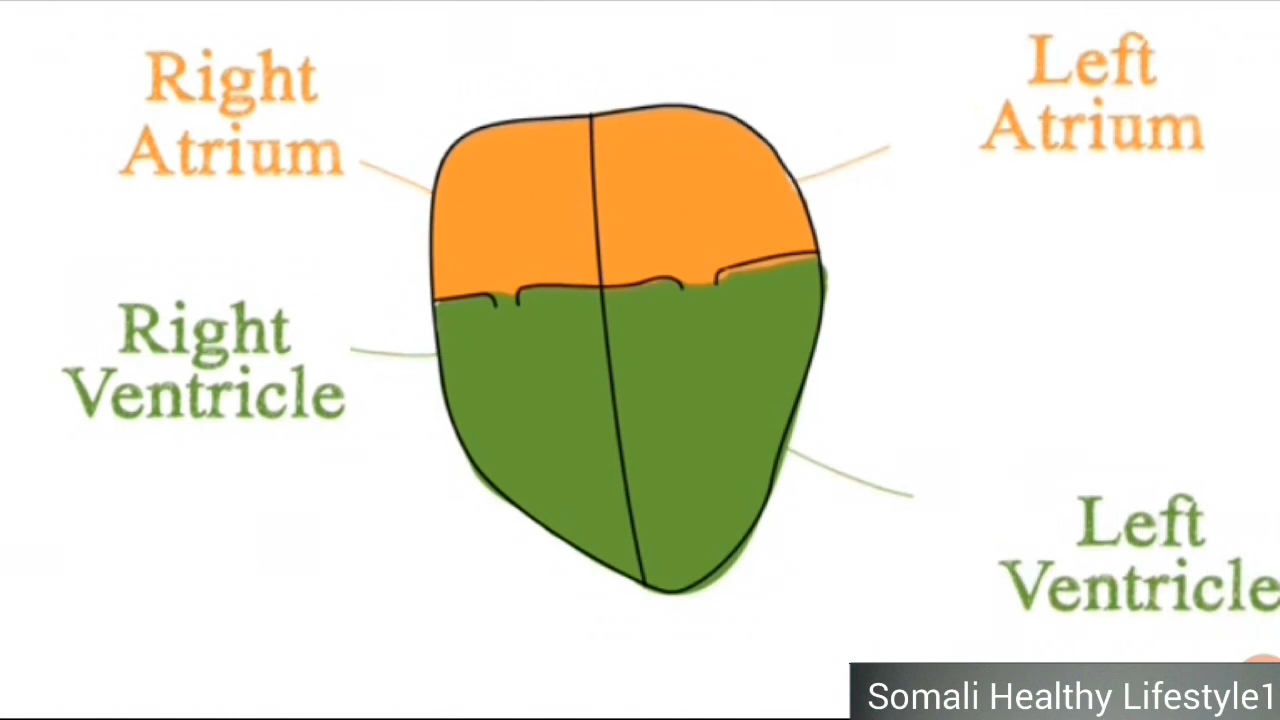 Right
Atrium
Left
Atrium
Right
Ventricle
Left
Ventricle
Somali Healthy Lifestyle1